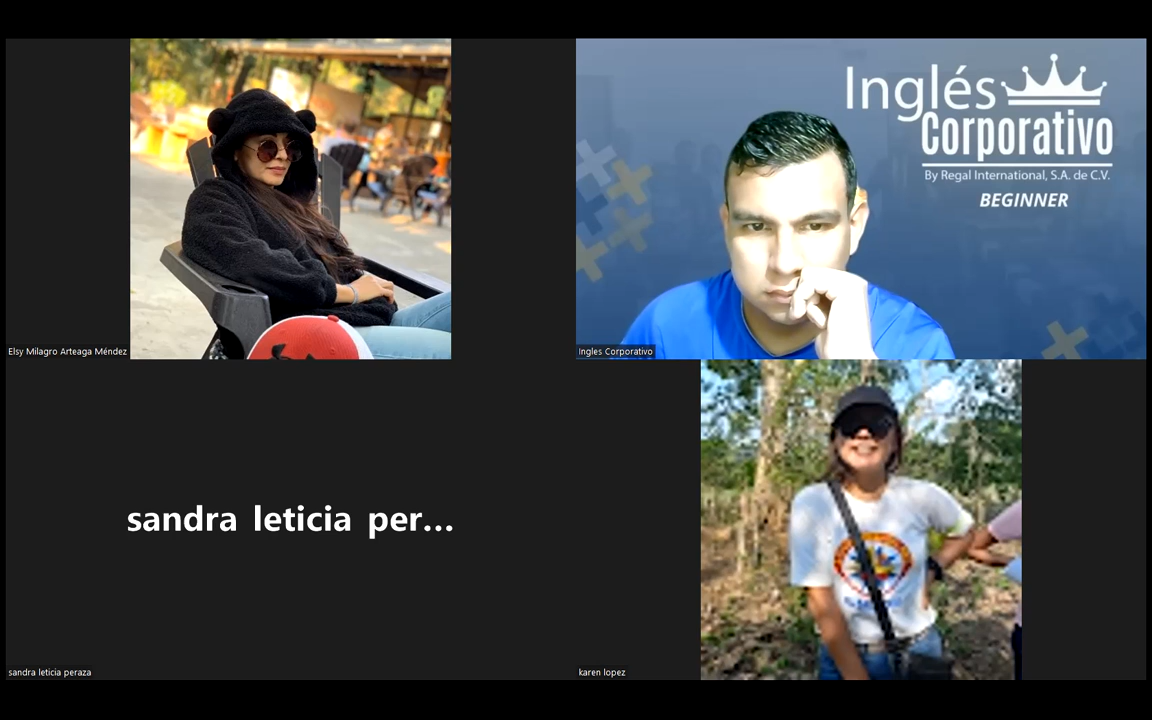 Inglés
Corporativo
By Regal International, S.A. de C.V.
BEGINNER
Elsy Milagro Arteaga Méndez
Ingles Corporativo
sandra leticia per...
sandra leticia peraza
karen lopez